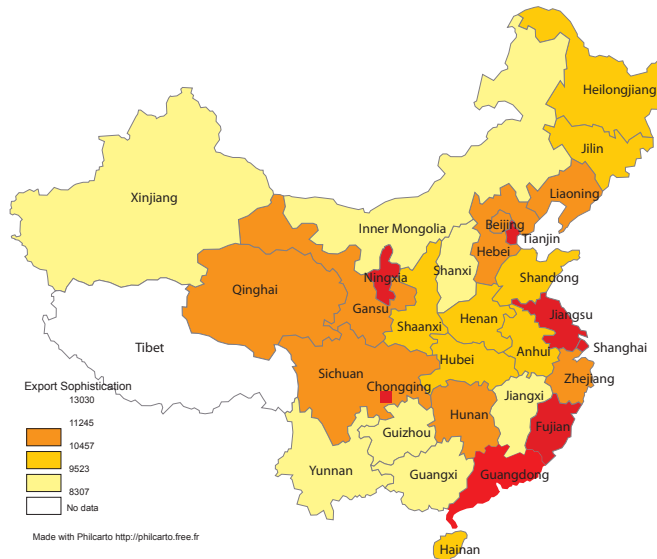 Heilongjiang
Jilin
Xinjiang
Liaoning
Inner Mongolia
Beijing
Tianjin
Hebei
Shanxi
Ningxia
Shandong
Qinghai
Gansu
Jiangsu
Henan
Shaanxi
Tibet
Anhui
Shanghai
Hubei
Sichuan
Zhejiang
Chongqing
Jiangxi
Hunan
Fujian
Guizhou
Yunnan
Guangxi
Guangdong
Hainan
Export Sophistication
13030
11245
10457
9523
8307
No data
Made with Philcarto http://philcarto.free.fr